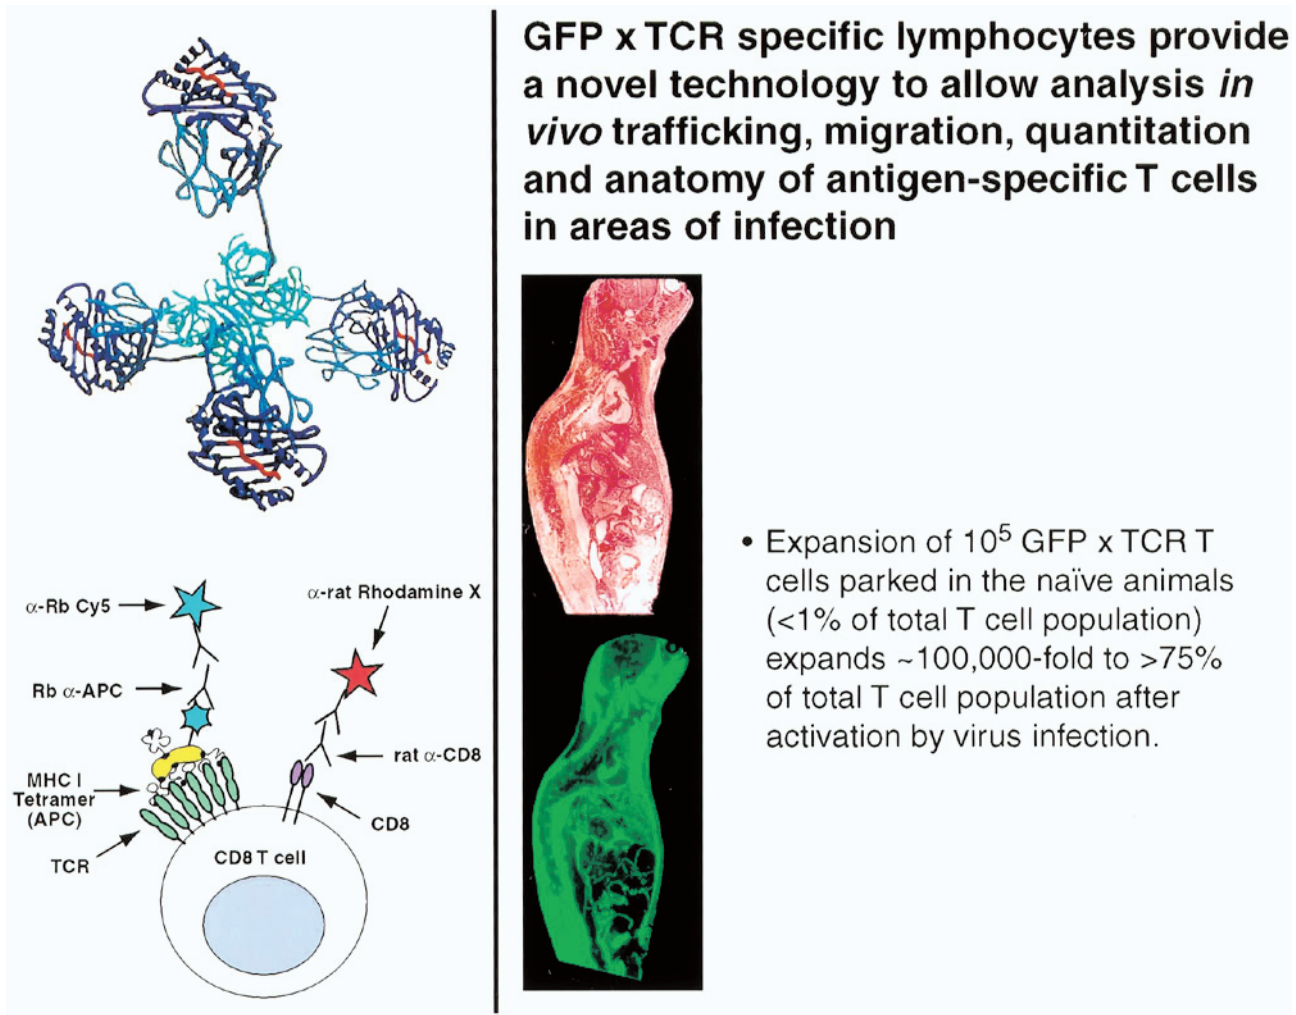 GFP x TCR specific lymphocytes provide
a novel technology to allow analysis in
vivo trafficking, migration, quantitation
and anatomy of antigen-specific T cells
in areas of infection
α-Rb Cy5
α-rat Rhodamine X
Rb α-APC
rat α-CD8
MHC I
Tetramer
(APC)
CD8
TCR
CD8 T cell
• Expansion of 10⁵ GFP x TCR T
cells parked in the naïve animals
(<1% of total T cell population)
expands ~100,000-fold to >75%
of total T cell population after
activation by virus infection.